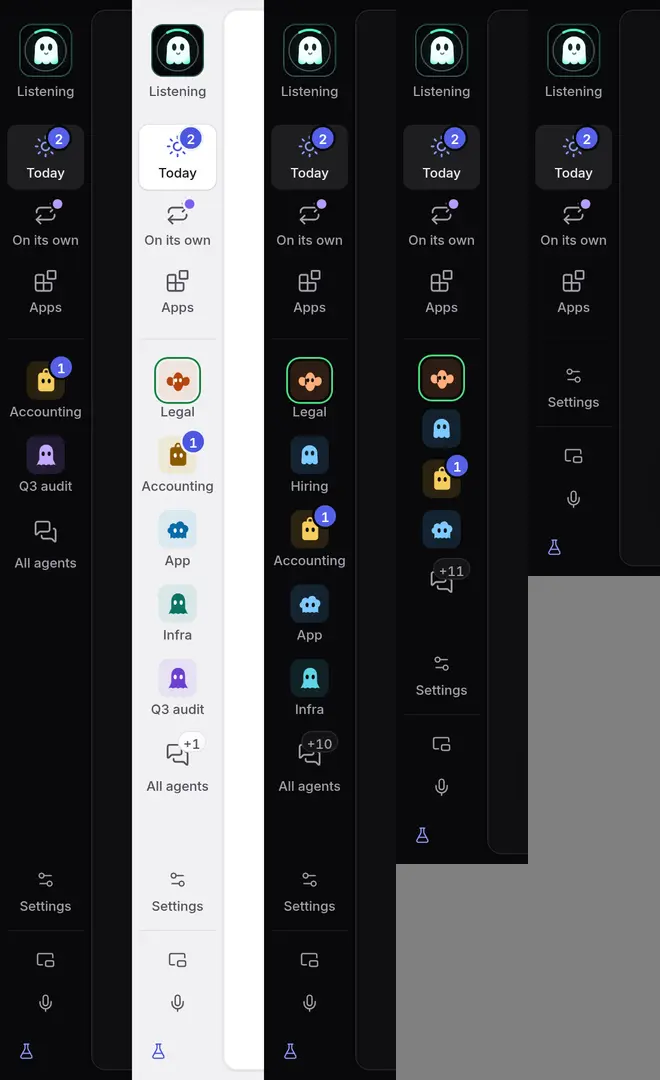 Listening
2
Today
On its own
Apps
1
Accounting
Q3 audit
All agents
Listening
2
Today
On its own
Apps
Legal
1
Accounting
App
Infra
Q3 audit
+1
All agents
Settings
Listening
2
Today
On its own
Apps
Legal
Hiring
1
Accounting
App
Infra
+10
All agents
Settings
Listening
2
Today
On its own
Apps
1
+11
Settings
Listening
2
Today
On its own
Apps
Settings
Settings